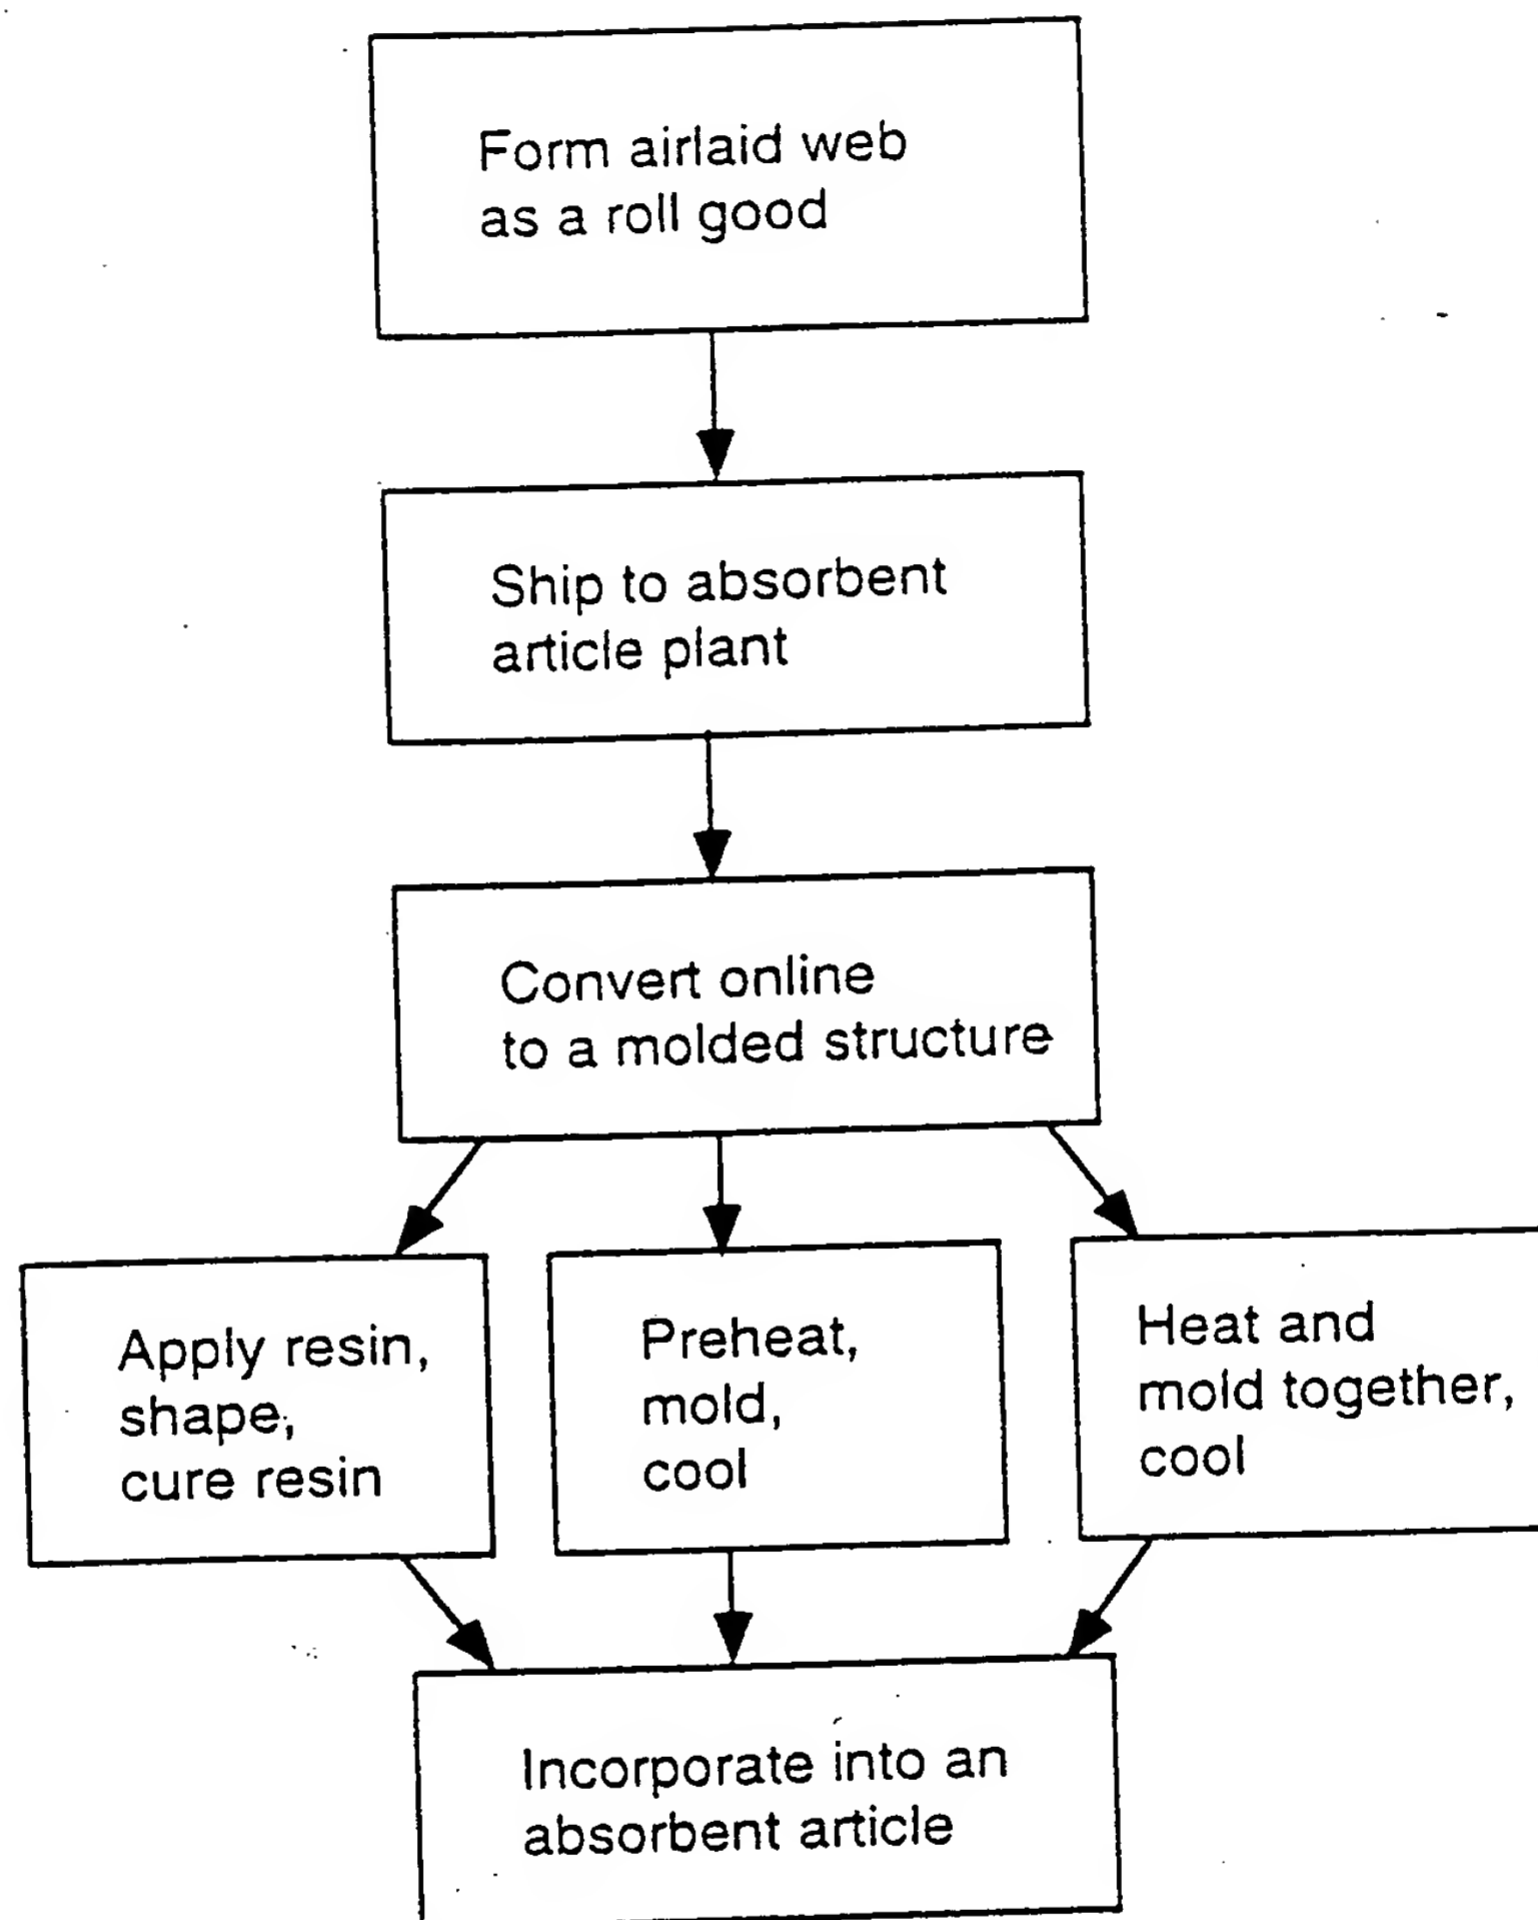 Form airlaid web
as a roll good
Ship to absorbent
article plant
Convert online
to a molded structure
Apply resin,
shape,
cure resin
Preheat,
mold,
cool
Heat and
mold together,
cool
Incorporate into an
absorbent article